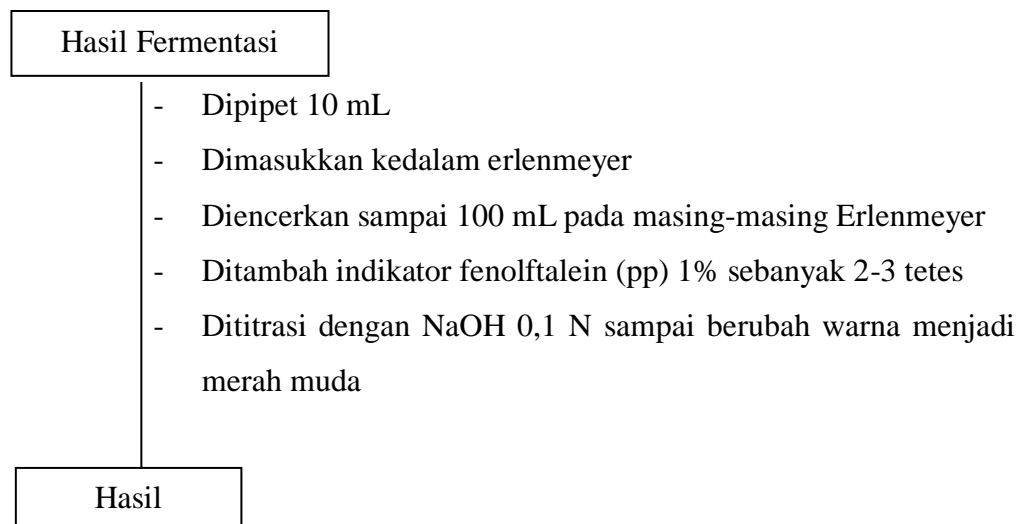 Hasil Fermentasi
- Dipipet 10 mL
- Dimasukkan kedalam erlenmeyer
- Diencerkan sampai 100 mL pada masing-masing Erlenmeyer
- Ditambah indikator fenolftalein (pp) 1% sebanyak 2-3 tetes
- Dititrasi dengan NaOH 0,1 N sampai berubah warna menjadi
merah muda
Hasil